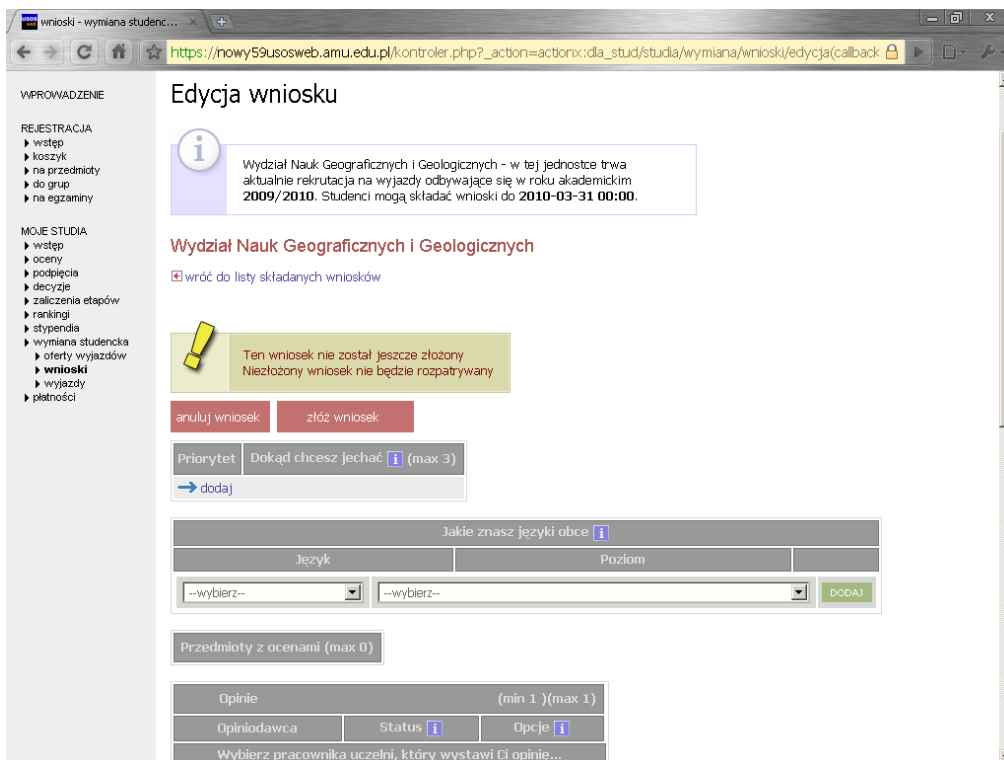 wnioski - wymiana studenc...
https://nowy59usosweb.amu.edu.pl/kontroler.php?_action=actionx:dla_stud/studia/wymiana/wnioski/edycja(callback
WPROWADZENIE
REJESTRACJA
wstęp
koszyk
na przedmioty
do grup
na egzaminy
MOJE STUDIA
wstęp
oceny
podpięcia
decyzje
zaliczenia etapów
rankingi
stypendia
wymiana studencka
oferty wyjazdów
wnioski
wyjazdy
płatności
Edycja wniosku
Wydział Nauk Geograficznych i Geologicznych - w tej jednostce trwa
aktualnie rekrutacja na wyjazdy odbywające się w roku akademickim
2009/2010. Studenci mogą składać wnioski do 2010-03-31 00:00.
Wydział Nauk Geograficznych i Geologicznych
wróć do listy składanych wniosków
Ten wniosek nie został jeszcze złożony
Niezłożony wniosek nie będzie rozpatrywany
anuluj wniosek złóż wniosek
Priorytet Dokąd chcesz jechać i (max 3)
dodaj
Jakie znasz języki obce i
Język Poziom
--wybierz-- --wybierz-- DODAJ
Przedmioty z ocenami (max 0)
Opinie (min 1 )(max 1)
Opiniodawca Status i Opcje i
Wybierz pracownika uczelni, który wystawi Ci opinię...